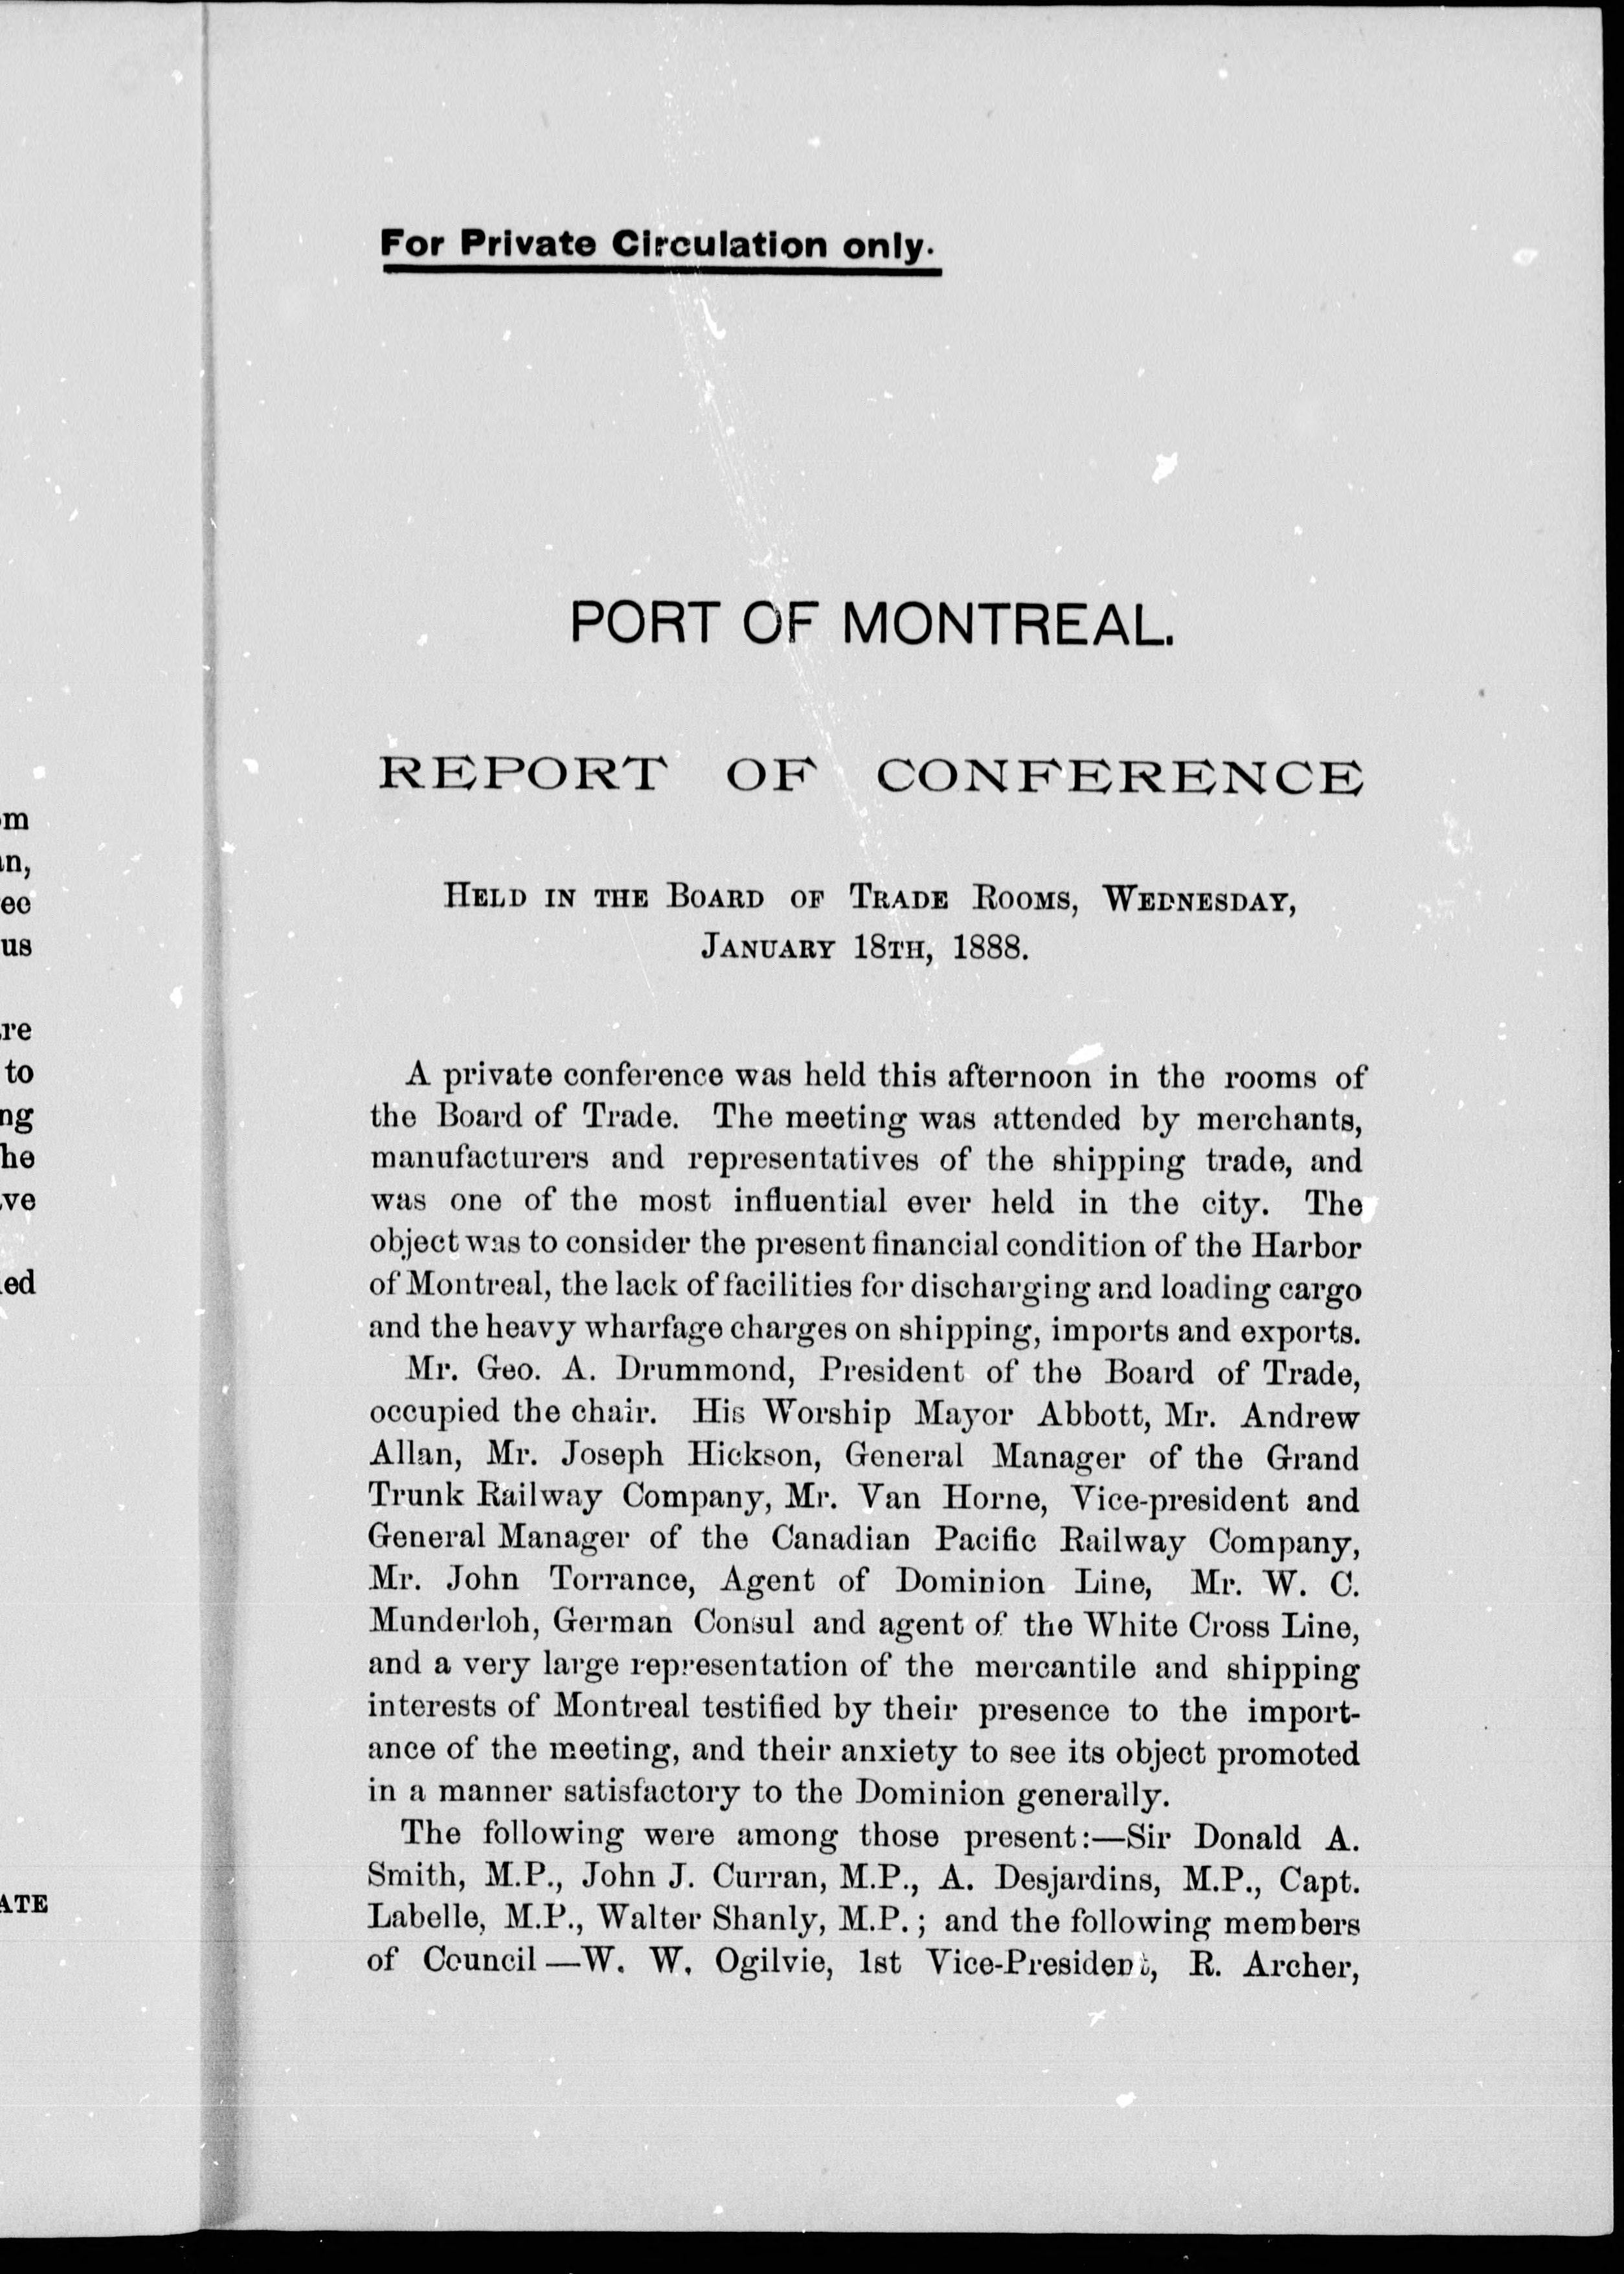 For Private Circulation only.
PORT OF MONTREAL.
REPORT OF CONFERENCE
HELD IN THE BOARD OF TRADE ROOMS, WEDNESDAY,
JANUARY 18TH, 1888.
A private conference was held this afternoon in the rooms of
the Board of Trade. The meeting was attended by merchants,
manufacturers and representatives of the shipping trade, and
was one of the most influential ever held in the city. The
object was to consider the present financial condition of the Harbor
of Montreal, the lack of facilities for discharging and loading cargo
and the heavy wharfage charges on shipping, imports and exports.
Mr. Geo. A. Drummond, President of the Board of Trade,
occupied the chair. His Worship Mayor Abbott, Mr. Andrew
Allan, Mr. Joseph Hickson, General Manager of the Grand
Trunk Railway Company, Mr. Van Horne, Vice-president and
General Manager of the Canadian Pacific Railway Company,
Mr. John Torrance, Agent of Dominion Line, Mr. W. C.
Munderloh, German Consul and agent of the White Cross Line,
and a very large representation of the mercantile and shipping
interests of Montreal testified by their presence to the import-
ance of the meeting, and their anxiety to see its object promoted
in a manner satisfactory to the Dominion generally.
The following were among those present:—Sir Donald A.
Smith, M.P., John J. Curran, M.P., A. Desjardins, M.P., Capt.
Labelle, M.P., Walter Shanly, M.P.; and the following members
of Council—W. W. Ogilvie, 1st Vice-President, R. Archer,